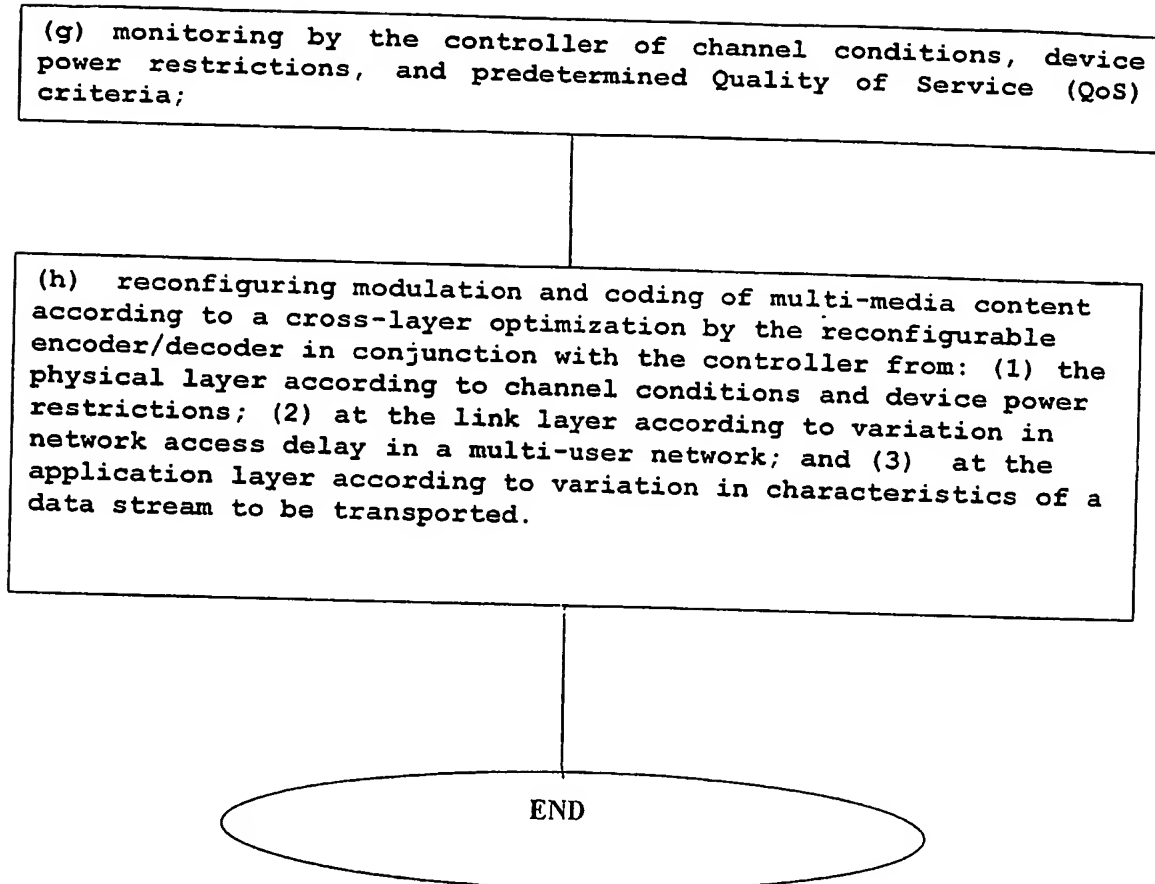 (g) monitoring by the controller of channel conditions, device
power restrictions, and predetermined Quality of Service (QoS)
criteria;
(h) reconfiguring modulation and coding of multi-media content
according to a cross-layer optimization by the reconfigurable
encoder/decoder in conjunction with the controller from: (1) the
physical layer according to channel conditions and device power
restrictions; (2) at the link layer according to variation in
network access delay in a multi-user network; and (3) at the
application layer according to variation in characteristics of a
data stream to be transported.
END